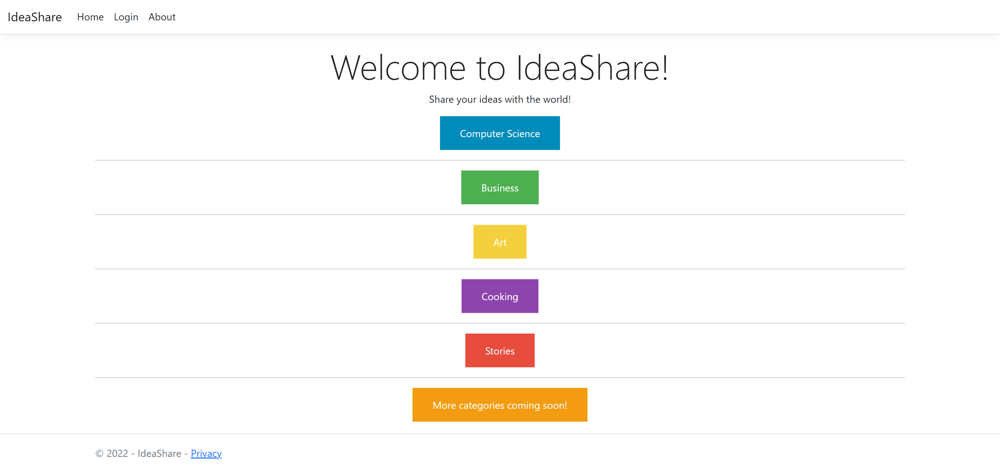 IdeaShare Home Login About
Welcome to IdeaShare!
Share your ideas with the world!
Computer Science
Business
Art
Cooking
Stories
More categories coming soon!
© 2022 - IdeaShare - Privacy